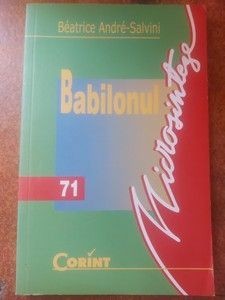 Béatrice André-Salvini
Babilonul
Microsinteze
71
CORINT